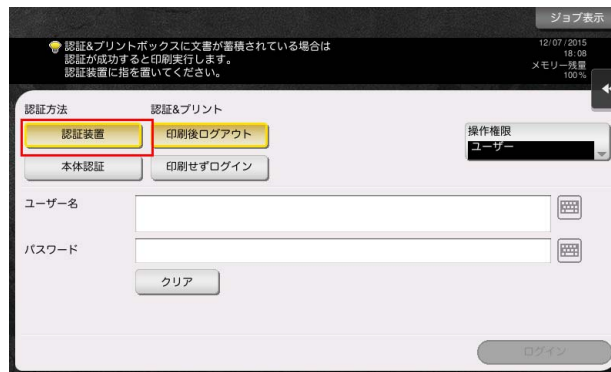 ジョブ表示
認証&プリントボックスに文書が蓄積されている場合は
認証が成功すると印刷実行します。
認証装置に指を置いてください。
12/07/2015
18:08
メモリー残量
100%
認証方法
認証&プリント
認証装置
印刷後ログアウト
操作権限
ユーザー
本体認証
印刷せずログイン
ユーザー名
パスワード
クリア
ログイン